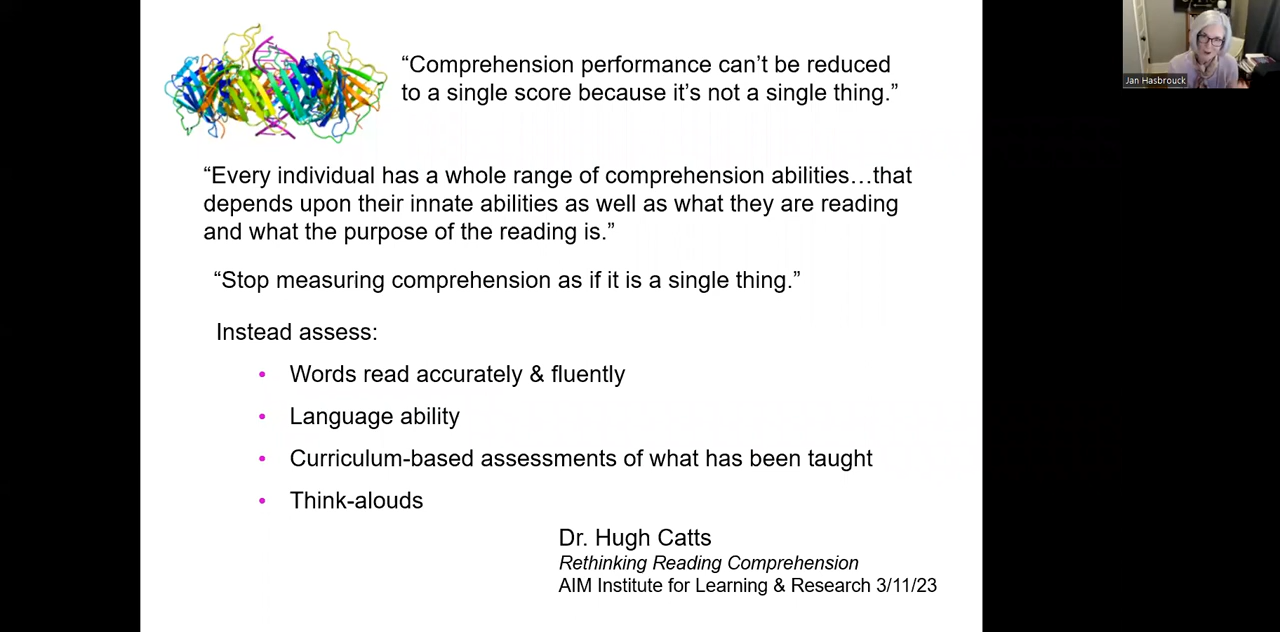 “Comprehension performance can’t be reduced
to a single score because it’s not a single thing.”
Jan Hasbrouck
“Every individual has a whole range of comprehension abilities…that
depends upon their innate abilities as well as what they are reading
and what the purpose of the reading is.”
“Stop measuring comprehension as if it is a single thing.”
Instead assess:
• Words read accurately & fluently
• Language ability
• Curriculum-based assessments of what has been taught
• Think-alouds
Dr. Hugh Catts
Rethinking Reading Comprehension
AIM Institute for Learning & Research 3/11/23